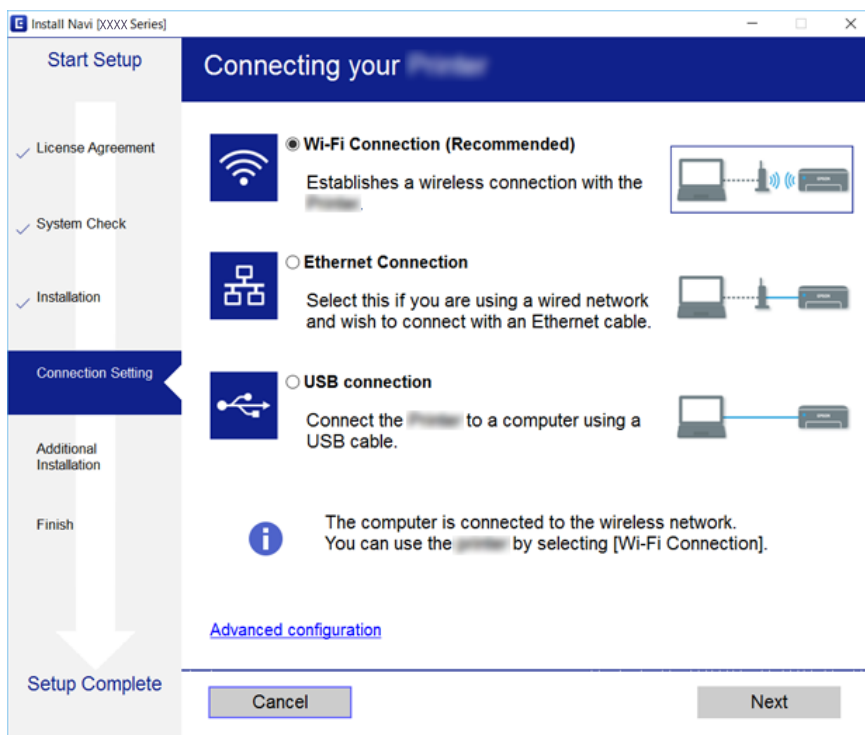 Install Navi [XXXX Series]
Start Setup
License Agreement
System Check
Installation
Connection Setting
Additional
Installation
Finish
Setup Complete
Connecting your
Wi-Fi Connection (Recommended)
Establishes a wireless connection with the
.
Ethernet Connection
Select this if you are using a wired network
and wish to connect with an Ethernet cable.
USB connection
Connect the to a computer using a
USB cable.
The computer is connected to the wireless network.
You can use the by selecting [Wi-Fi Connection].
Advanced configuration
Cancel
Next